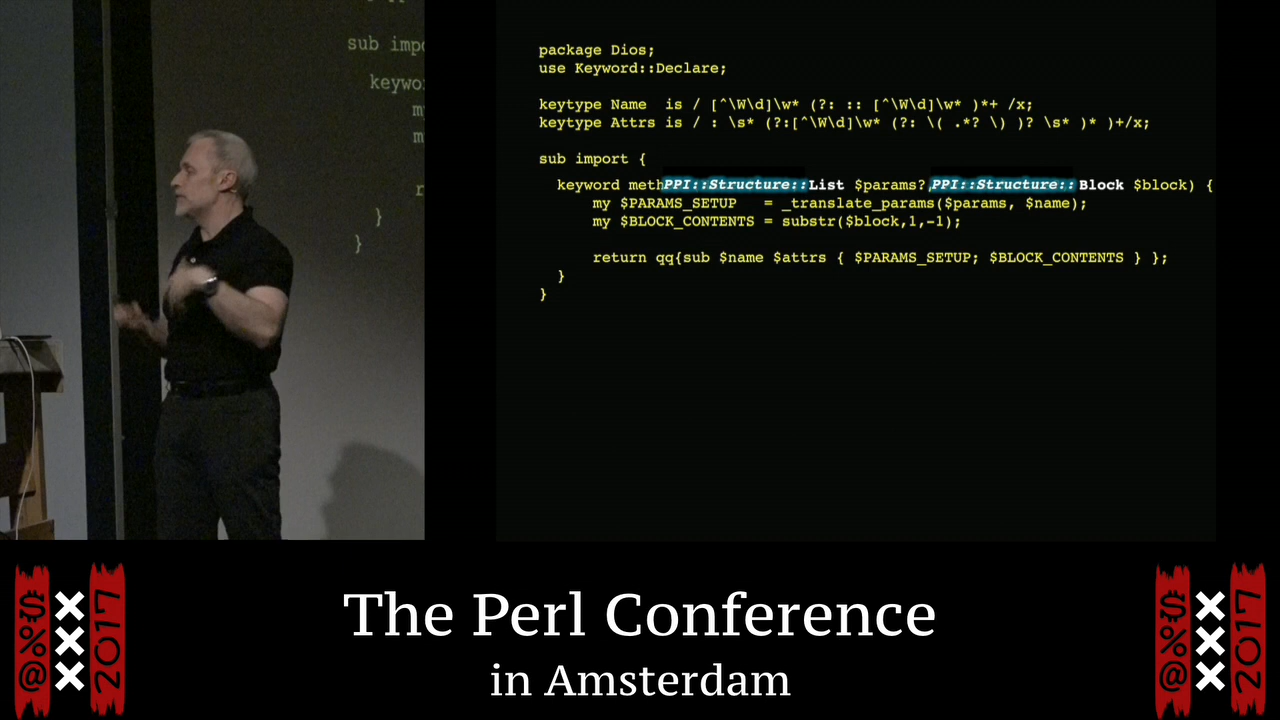 sub impo
keywo
m
m
r
}
}
package Dios;
use Keyword::Declare;
keytype Name  is / [^\W\d]\w* (?: :: [^\W\d]\w* )*+ /x;
keytype Attrs is / : \s* (?:[^\W\d]\w* (?: \( .*? \) )? \s* )* )+/x;
sub import {
keyword methPPI::Structure::List $params?,PPI::Structure::Block $block) {
my $PARAMS_SETUP   = _translate_params($params, $name);
my $BLOCK_CONTENTS = substr($block,1,-1);
return qq{sub $name $attrs { $PARAMS_SETUP; $BLOCK_CONTENTS } };
}
}
The Perl Conference
in Amsterdam
@%$
XXX
2017
@%$
XXX
2017